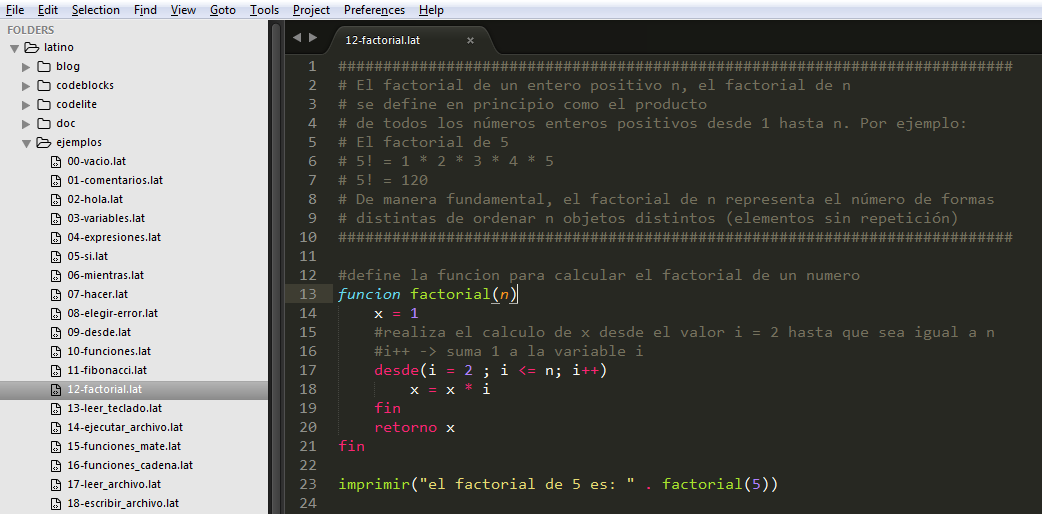 File Edit Selection Find View Goto Tools Project Preferences Help
FOLDERS
latino
blog
codeblocks
codelite
doc
ejemplos
00-vacio.lat
01-comentarios.lat
02-hola.lat
03-variables.lat
04-expresiones.lat
05-si.lat
06-mientras.lat
07-hacer.lat
08-elegir-error.lat
09-desde.lat
10-funciones.lat
11-fibonacci.lat
12-factorial.lat
13-leer_teclado.lat
14-ejecutar_archivo.lat
15-funciones_mate.lat
16-funciones_cadena.lat
17-leer_archivo.lat
18-escribir_archivo.lat
12-factorial.lat ×
1 ###########################################################################
2 # El factorial de un entero positivo n, el factorial de n
3 # se define en principio como el producto
4 # de todos los números enteros positivos desde 1 hasta n. Por ejemplo:
5 # El factorial de 5
6 # 5! = 1 * 2 * 3 * 4 * 5
7 # 5! = 120
8 # De manera fundamental, el factorial de n representa el número de formas
9 # distintas de ordenar n objetos distintos (elementos sin repetición)
10 ###########################################################################
11
12 #define la funcion para calcular el factorial de un numero
13 funcion factorial(n)
14     x = 1
15     #realiza el calculo de x desde el valor i = 2 hasta que sea igual a n
16     #i++ -> suma 1 a la variable i
17     desde(i = 2 ; i <= n; i++)
18         x = x * i
19     fin
20     retorno x
21 fin
22
23 imprimir("el factorial de 5 es: " . factorial(5))
24